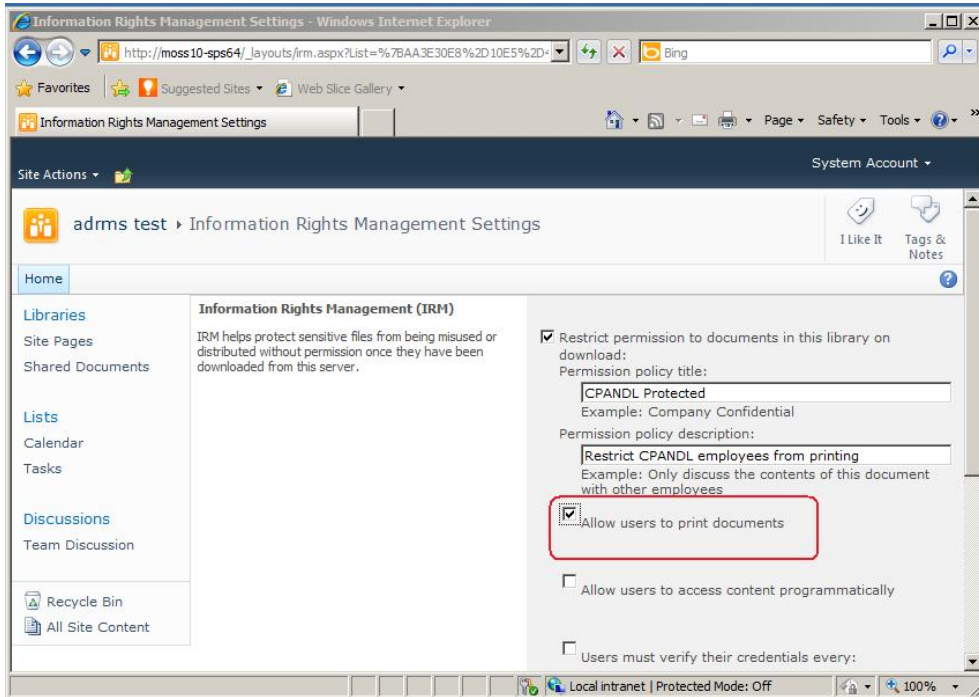 Information Rights Management Settings - Windows Internet Explorer
http://moss10-sps64/_layouts/irm.aspx?List=%7BAA3E30E8%2D10E5%2D4
Bing
Favorites
Suggested Sites
Web Slice Gallery
Information Rights Management Settings
Page
Safety
Tools
»
System Account
Site Actions
adrms test
Information Rights Management Settings
I Like It
Tags &
Notes
Home
Libraries
Site Pages
Shared Documents
Lists
Calendar
Tasks
Discussions
Team Discussion
Recycle Bin
All Site Content
Information Rights Management (IRM)
IRM helps protect sensitive files from being misused or
distributed without permission once they have been
downloaded from this server.
Restrict permission to documents in this library on
download:
Permission policy title:
CPANDL Protected
Example: Company Confidential
Permission policy description:
Restrict CPANDL employees from printing
Example: Only discuss the contents of this document
with other employees
Allow users to print documents
Allow users to access content programmatically
Users must verify their credentials every:
Local intranet | Protected Mode: Off
100%